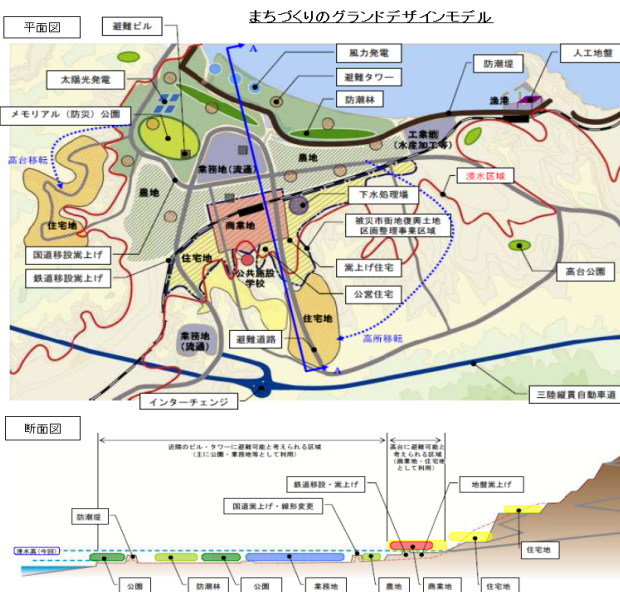 まちづくりのグランドデザインモデル
平面図
避難ビル
太陽光発電
メモリアル（防災）公園
高台移転
住宅地
国道移設嵩上げ
鉄道移設嵩上げ
農地
業務地(流通)
商業地
住宅地
公共施設
学校
業務地
(流通)
インターチェンジ
避難道路
A
風力発電
避難タワー
防潮林
防潮堤
人工地盤
漁港
工業地
(水産加工等)
農地
浸水区域
下水処理場
被災市街地復興土地
区画整理事業区域
嵩上げ住宅
公営住宅
高台公園
住宅地
高所移転
A
三陸縦貫自動車道
断面図
近隣のビル・タワーに避難可能と考えられる区域
(主に公園・業務地等として利用)
高台に避難可能と
考えられる区域
(商業地・住宅地
として利用)
鉄道移設・嵩上げ
地盤嵩上げ
国道嵩上げ・線形変更
防潮堤
浸水高(今回)
住宅地
公園
防潮林
公園
業務地
農地
商業地
住宅地